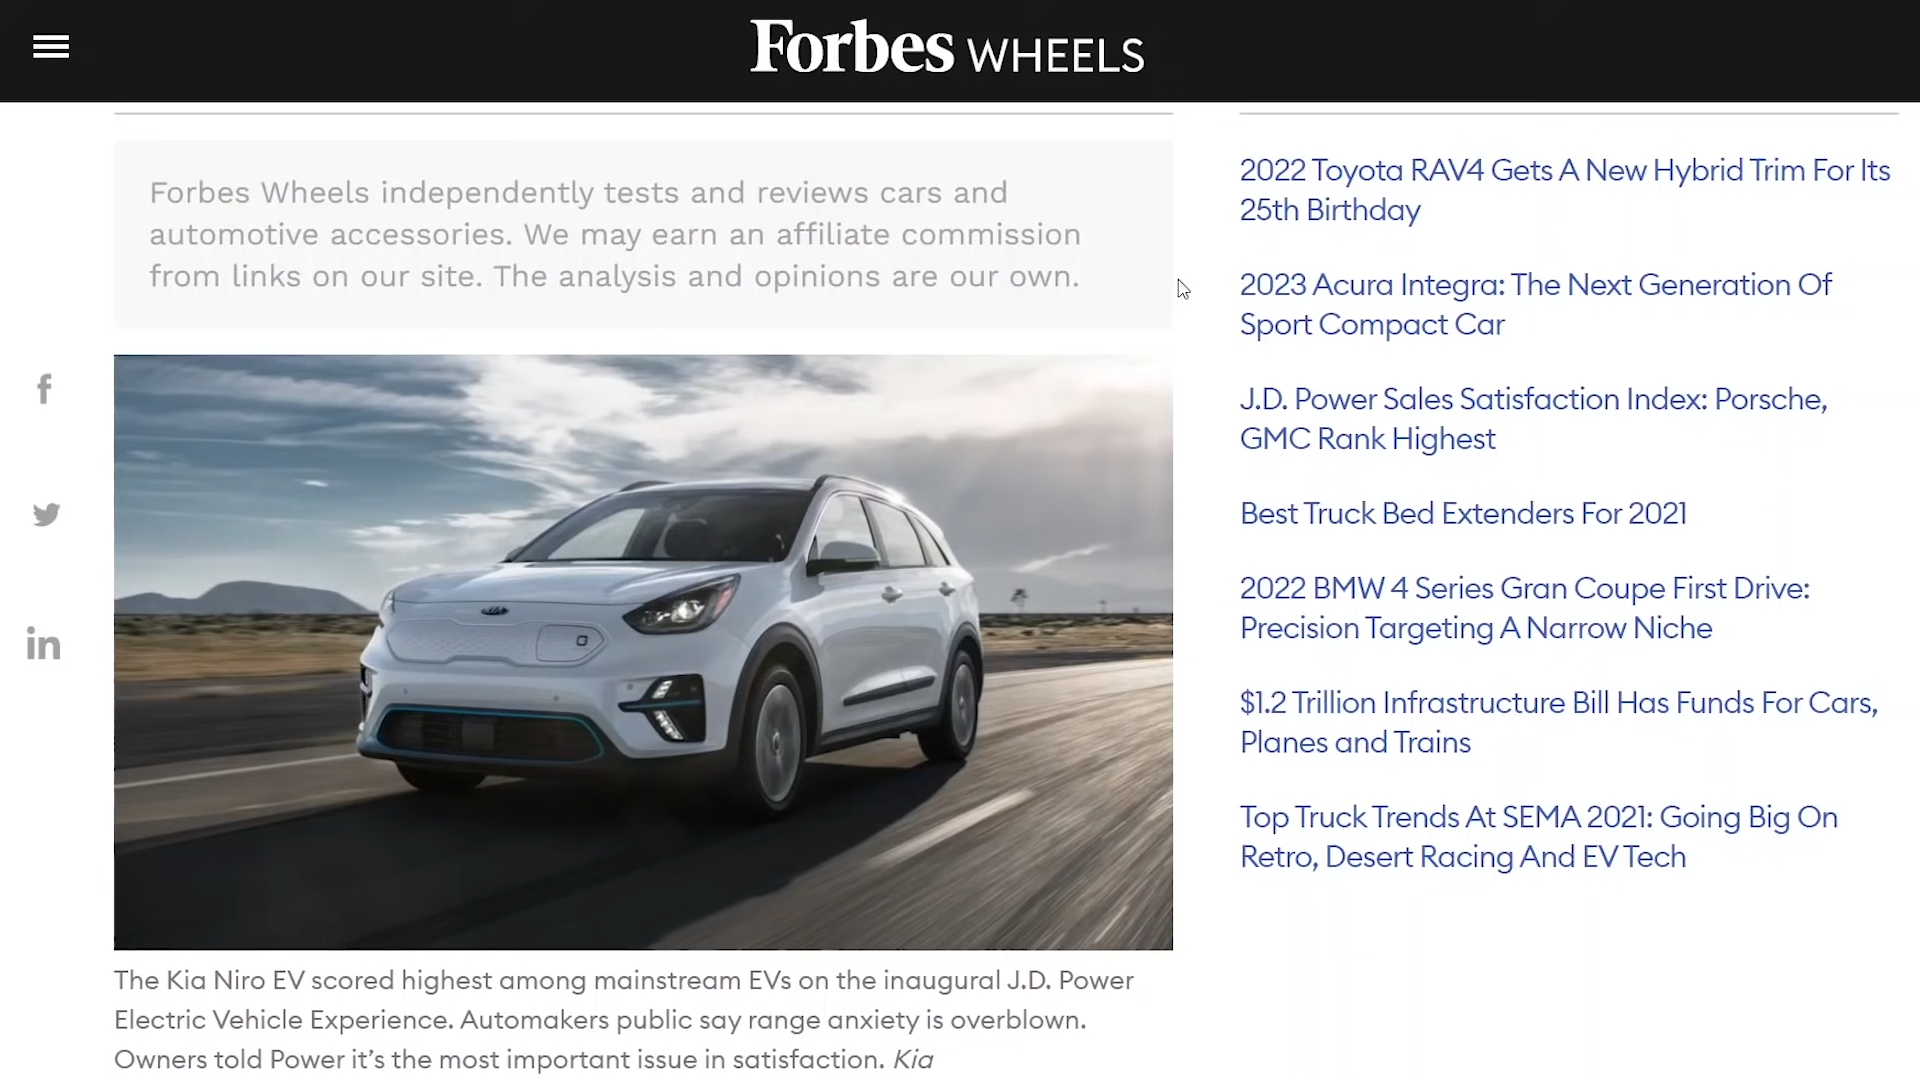 Forbes WHEELS
Forbes Wheels independently tests and reviews cars and
automotive accessories. We may earn an affiliate commission
from links on our site. The analysis and opinions are our own.
f
in
KIA
The Kia Niro EV scored highest among mainstream EVs on the inaugural J.D. Power
Electric Vehicle Experience. Automakers public say range anxiety is overblown.
Owners told Power it's the most important issue in satisfaction. Kia
2022 Toyota RAV4 Gets A New Hybrid Trim For Its
25th Birthday
2023 Acura Integra: The Next Generation Of
Sport Compact Car
J.D. Power Sales Satisfaction Index: Porsche,
GMC Rank Highest
Best Truck Bed Extenders For 2021
2022 BMW 4 Series Gran Coupe First Drive:
Precision Targeting A Narrow Niche
$1.2 Trillion Infrastructure Bill Has Funds For Cars,
Planes and Trains
Top Truck Trends At SEMA 2021: Going Big On
Retro, Desert Racing And EV Tech